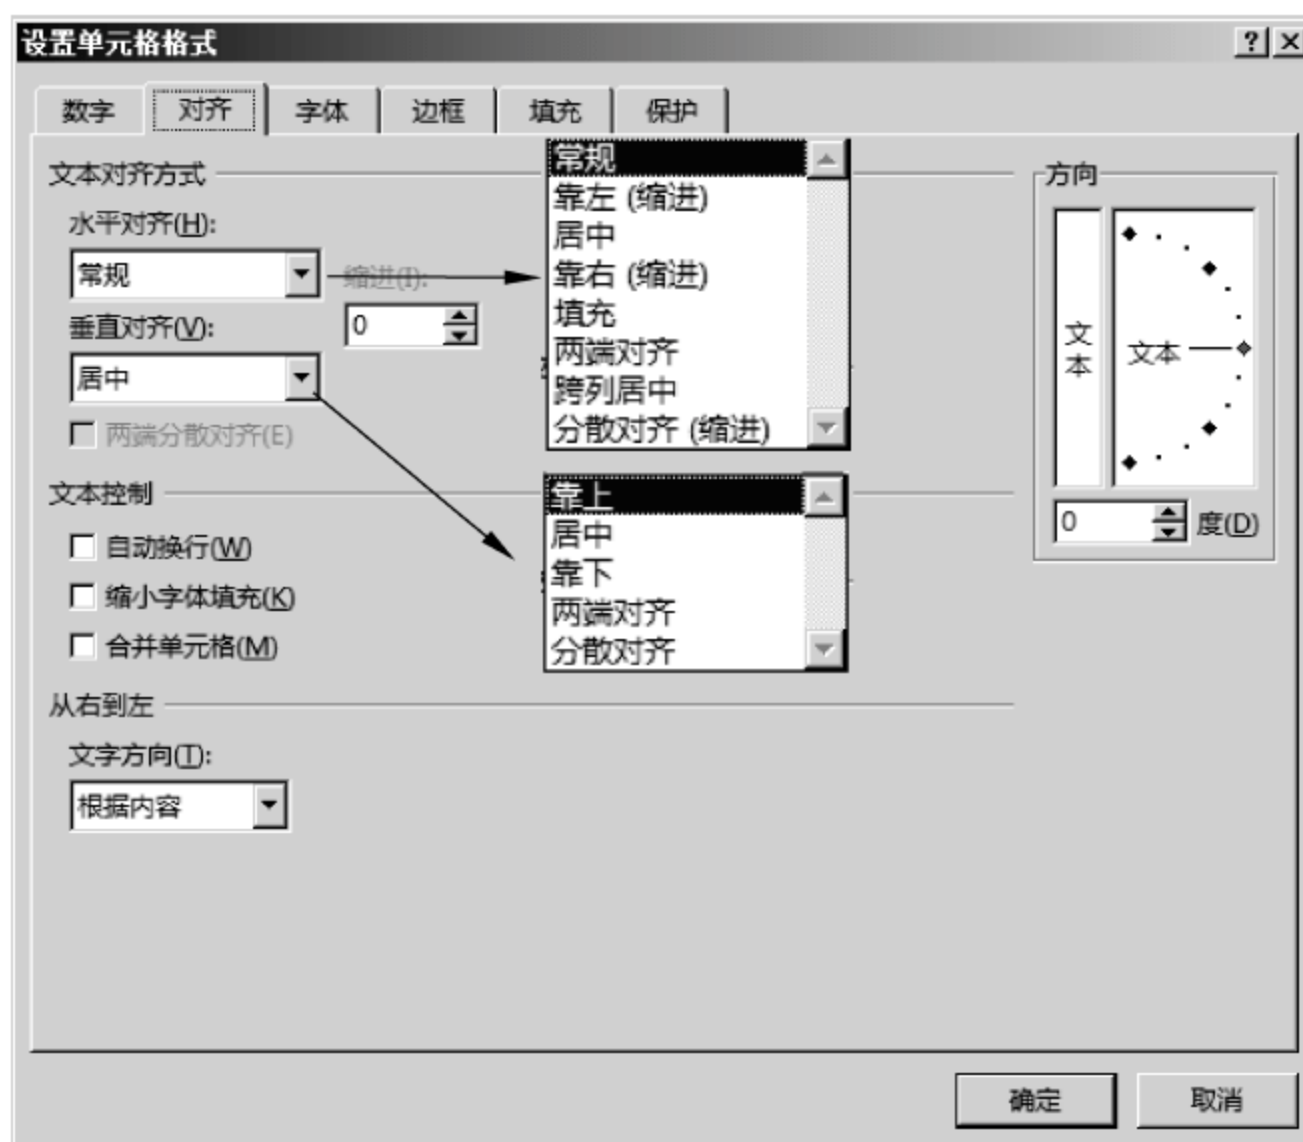 设置单元格格式
数字 对齐 字体 边框 填充 保护
文本对齐方式
水平对齐(H):
常规
缩进(I):
0
垂直对齐(V):
居中
两端分散对齐(E)
文本控制
自动换行(W)
缩小字体填充(K)
合并单元格(M)
从右到左
文字方向(T):
根据内容
常规
靠左 (缩进)
居中
靠右 (缩进)
填充
两端对齐
跨列居中
分散对齐 (缩进)
靠上
居中
靠下
两端对齐
分散对齐
方向
文本
文本
0 度(D)
确定 取消